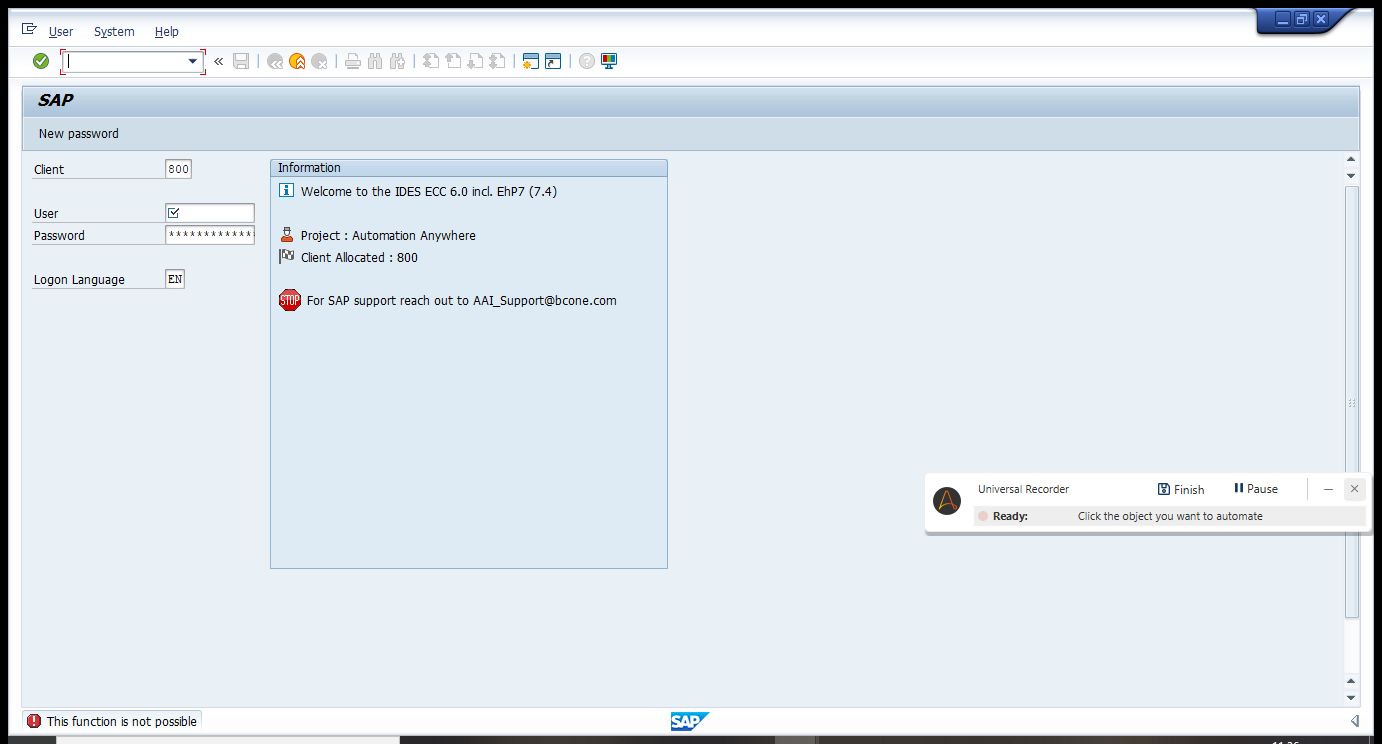 User System Help
SAP
New password
Client 800
User
Password *************
Logon Language EN
Information
Welcome to the IDES ECC 6.0 incl. EhP7 (7.4)
Project : Automation Anywhere
Client Allocated : 800
STOP For SAP support reach out to AAI_Support@bcone.com
Universal Recorder Finish Pause
Ready: Click the object you want to automate
This function is not possible
SAP